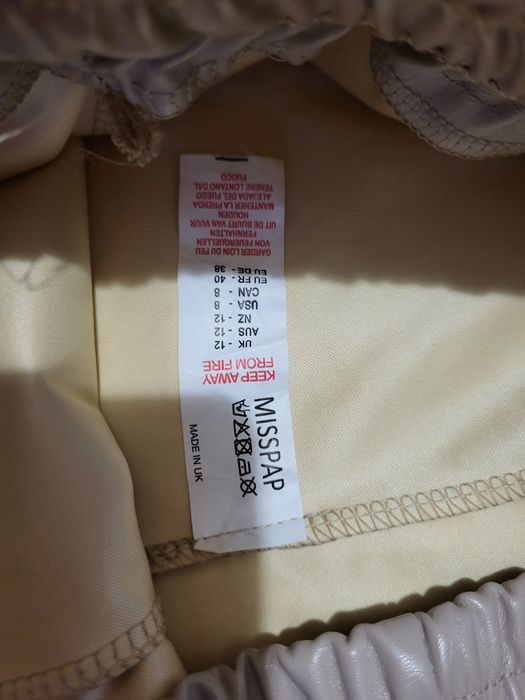 MISSPAP
MADE IN UK
KEEP AWAY
FROM FIRE
UK - 12
AUS - 12
NZ - 12
USA - 8
CAN - 8
EU FR - 40
EU DE - 38
GARDER LOIN DU FEU
VON FEUERQUELLEN
FERNHALTEN
UIT DE BUURT VAN VUUR
HOUDEN
MANTENER LA PRENDA
ALEJADA DEL FUEGO
TENERE LONTANO DAL
FUOCO